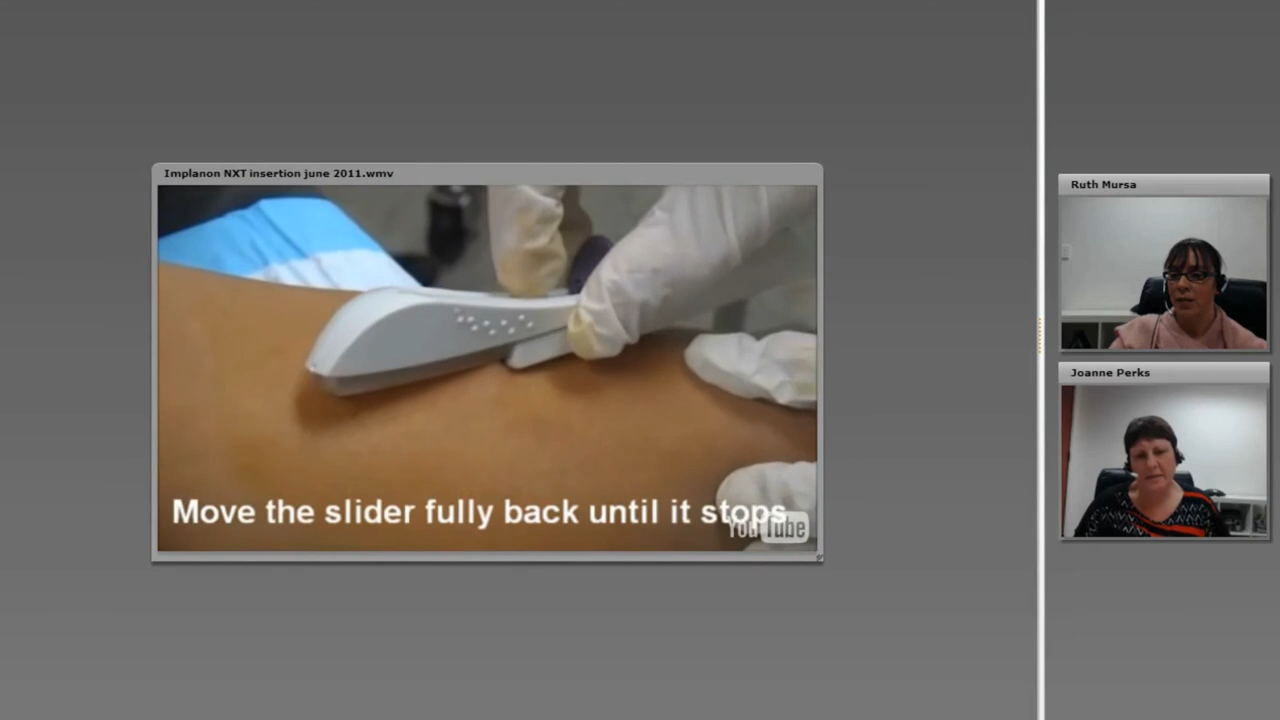 Implanon NXT insertion june 2011.wmv
Move the slider fully back until it stops
YouTube
Ruth Mursa
Joanne Perks